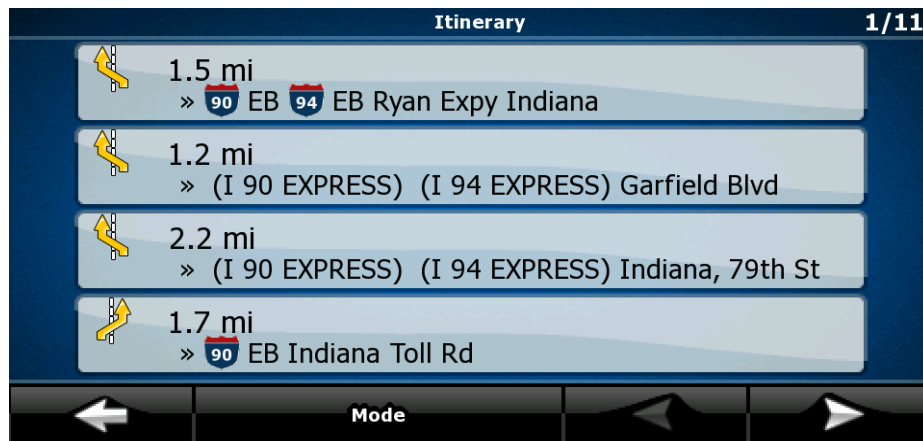 Itinerary 1/11
1.5 mi
» 90 EB 94 EB Ryan Expy Indiana
1.2 mi
» (I 90 EXPRESS) (I 94 EXPRESS) Garfield Blvd
2.2 mi
» (I 90 EXPRESS) (I 94 EXPRESS) Indiana, 79th St
1.7 mi
» 90 EB Indiana Toll Rd
Mode